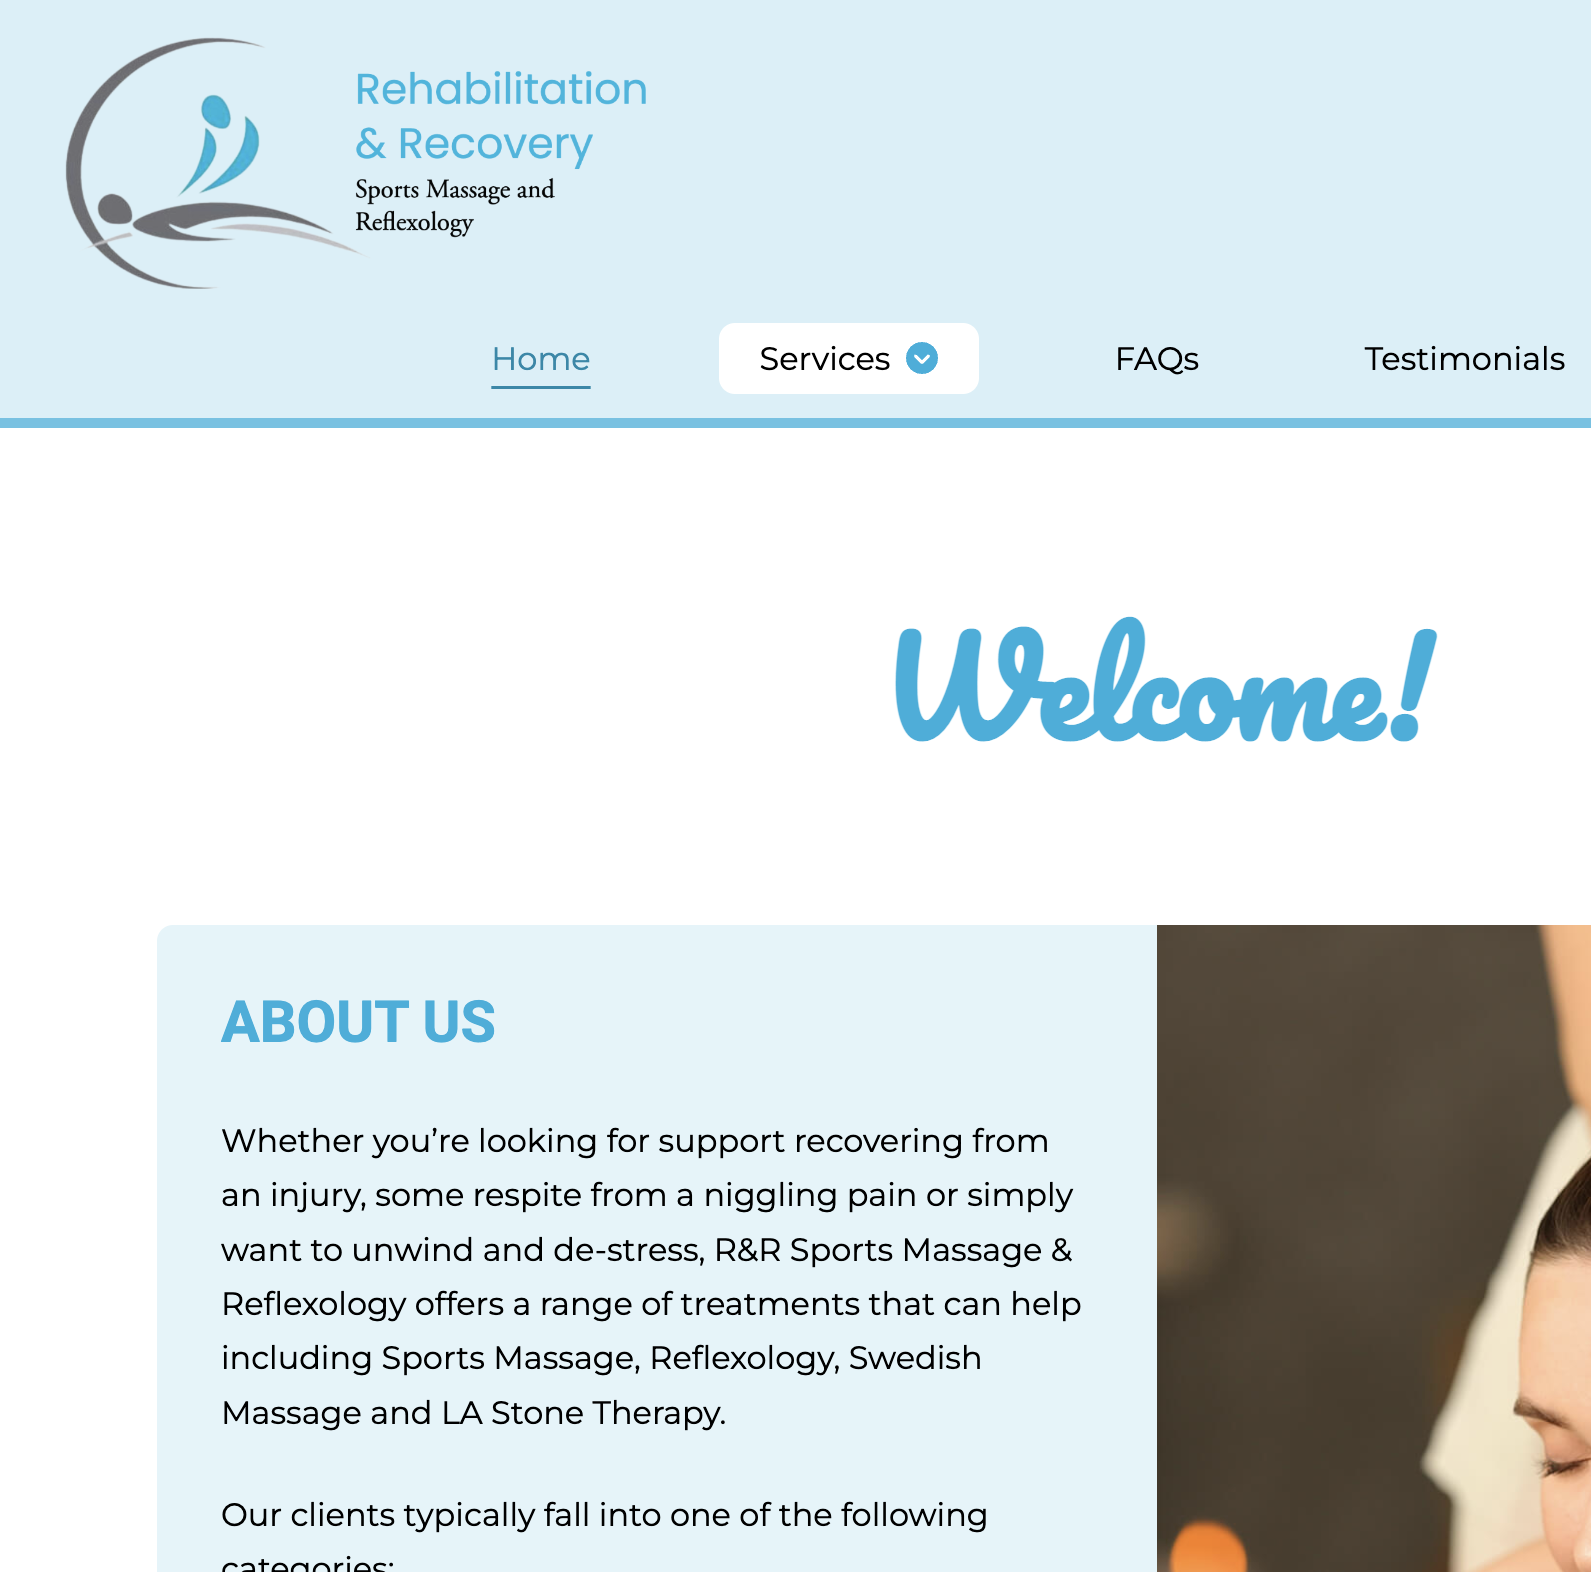 Rehabilitation
& Recovery
Sports Massage and
Reflexology
Home
Services
FAQs
Testimonials
Welcome!
ABOUT US
Whether you’re looking for support recovering from
an injury, some respite from a niggling pain or simply
want to unwind and de-stress, R&R Sports Massage &
Reflexology offers a range of treatments that can help
including Sports Massage, Reflexology, Swedish
Massage and LA Stone Therapy.
Our clients typically fall into one of the following
categories: